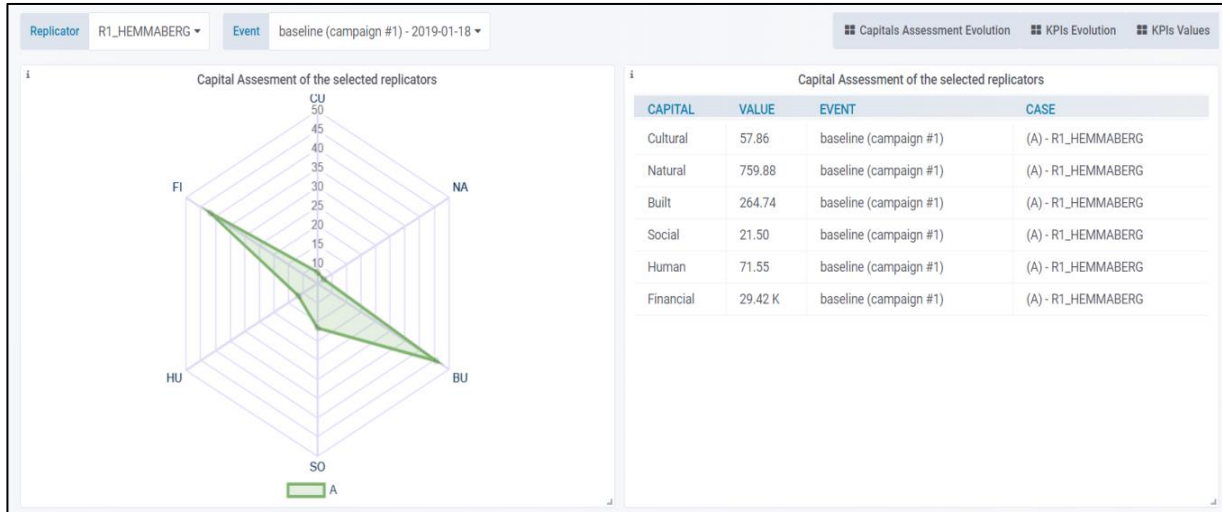 Replicator R1_HEMMABERG Event baseline (campaign #1) - 2019-01-18 Capitals Assessment Evolution KPIs Evolution KPIs Values
i Capital Assesment of the selected replicators
CU
50
45
40
35
30
25
20
15
10
FI
NA
HU
BU
SO
A
i Capital Assessment of the selected replicators
CAPITAL VALUE EVENT CASE
Cultural 57.86 baseline (campaign #1) (A) - R1_HEMMABERG
Natural 759.88 baseline (campaign #1) (A) - R1_HEMMABERG
Built 264.74 baseline (campaign #1) (A) - R1_HEMMABERG
Social 21.50 baseline (campaign #1) (A) - R1_HEMMABERG
Human 71.55 baseline (campaign #1) (A) - R1_HEMMABERG
Financial 29.42 K baseline (campaign #1) (A) - R1_HEMMABERG